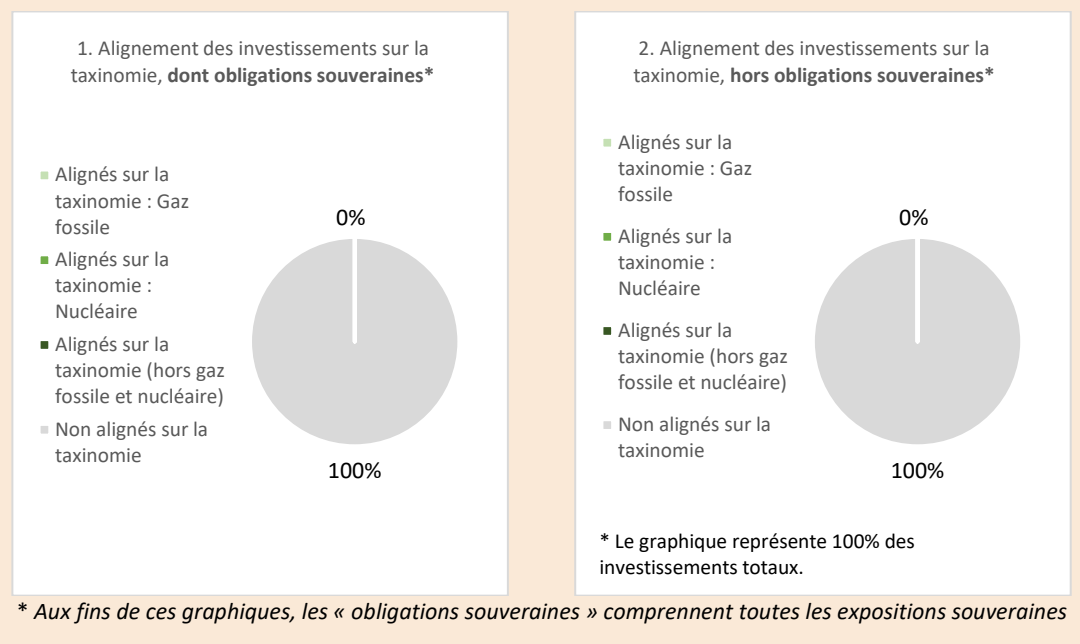 1. Alignement des investissements sur la
taxinomie, dont obligations souveraines*
Alignés sur la
taxinomie : Gaz
fossile
Alignés sur la
taxinomie :
Nucléaire
Alignés sur la
taxinomie (hors gaz
fossile et nucléaire)
Non alignés sur la
taxinomie
0%
100%
2. Alignement des investissements sur la
taxinomie, hors obligations souveraines*
Alignés sur la
taxinomie : Gaz
fossile
Alignés sur la
taxinomie :
Nucléaire
Alignés sur la
taxinomie (hors gaz
fossile et nucléaire)
Non alignés sur la
taxinomie
0%
100%
* Le graphique représente 100% des
investissements totaux.
* Aux fins de ces graphiques, les « obligations souveraines » comprennent toutes les expositions souveraines